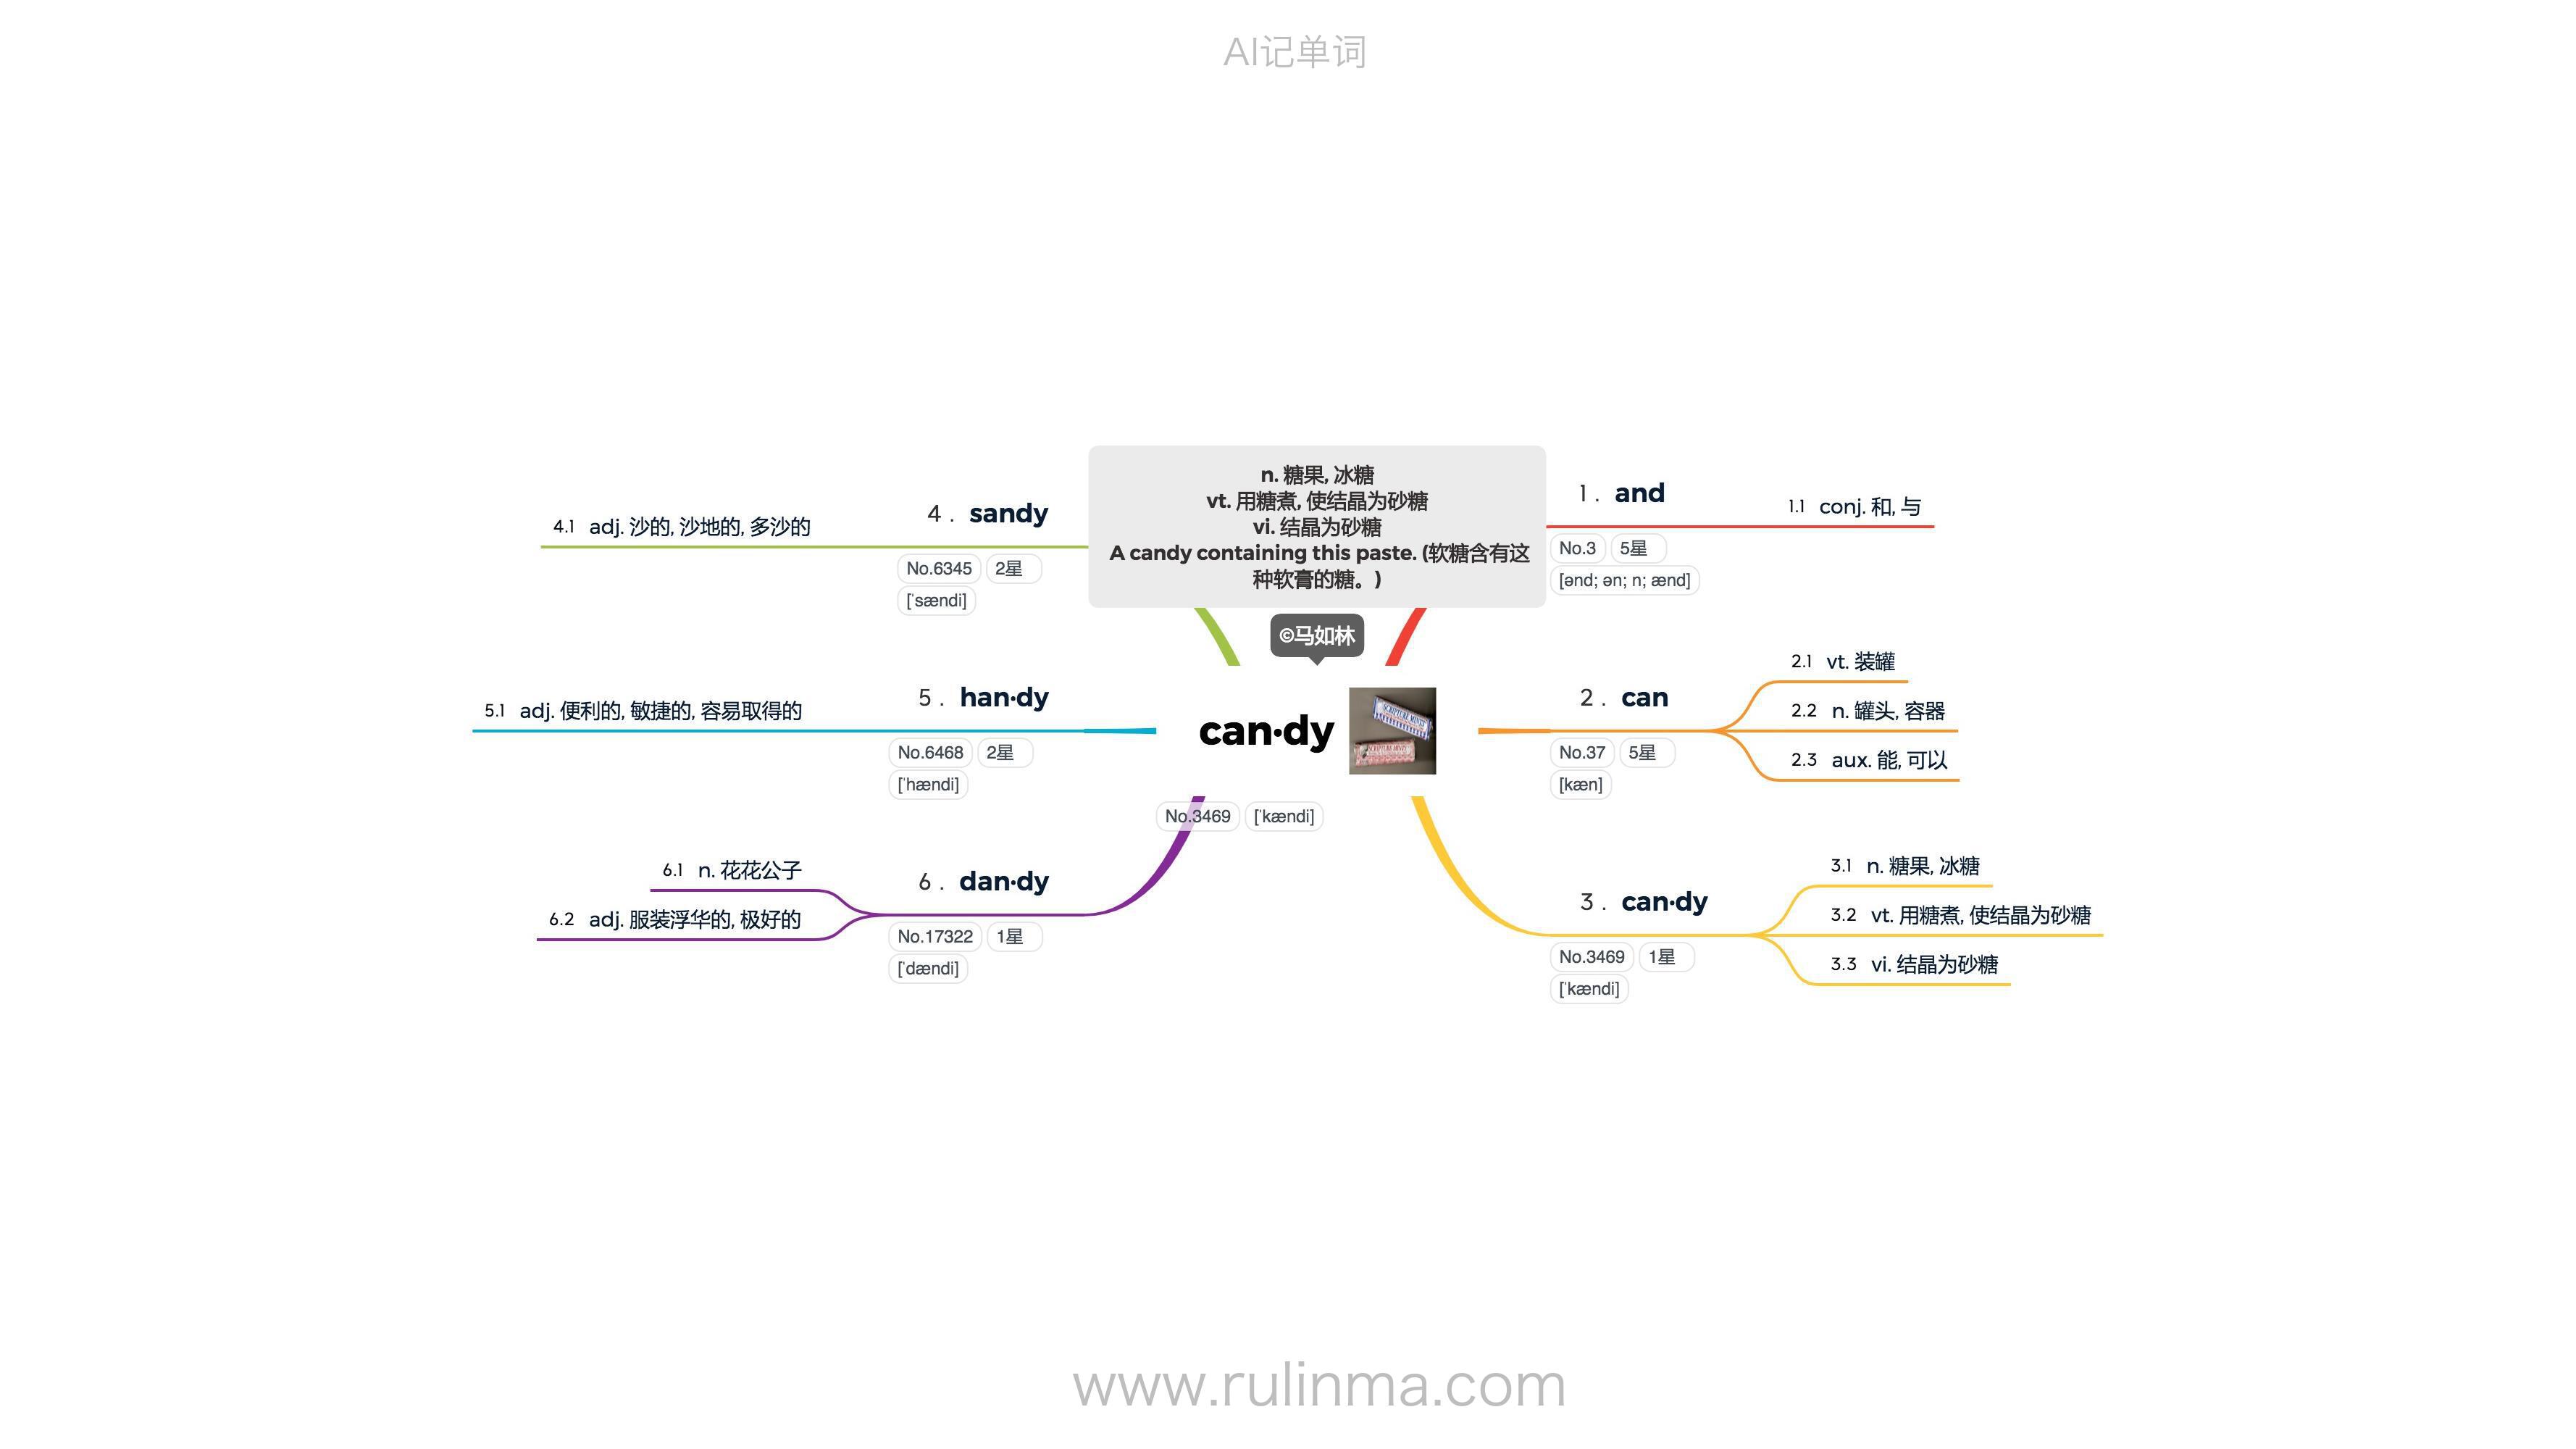 AI记单词
n. 糖果, 冰糖
vt. 用糖煮, 使结晶为砂糖
vi. 结晶为砂糖
A candy containing this paste. (软糖含有这
种软膏的糖。)
©马如林
can·dy
SCRIPTURE MINTS
SCRIPTURE MINTS
No.3469 [ˈkændi]
1. and
1.1 conj. 和, 与
No.3 5星
[ənd; ən; n; ænd]
2. can
2.1 vt. 装罐
2.2 n. 罐头, 容器
2.3 aux. 能, 可以
No.37 5星
[kæn]
3. can·dy
3.1 n. 糖果, 冰糖
3.2 vt. 用糖煮, 使结晶为砂糖
3.3 vi. 结晶为砂糖
No.3469 1星
[ˈkændi]
4. sandy
4.1 adj. 沙的, 沙地的, 多沙的
No.6345 2星
[ˈsændi]
5. han·dy
5.1 adj. 便利的, 敏捷的, 容易取得的
No.6468 2星
[ˈhændi]
6. dan·dy
6.1 n. 花花公子
6.2 adj. 服装浮华的, 极好的
No.17322 1星
[ˈdændi]
www.rulinma.com